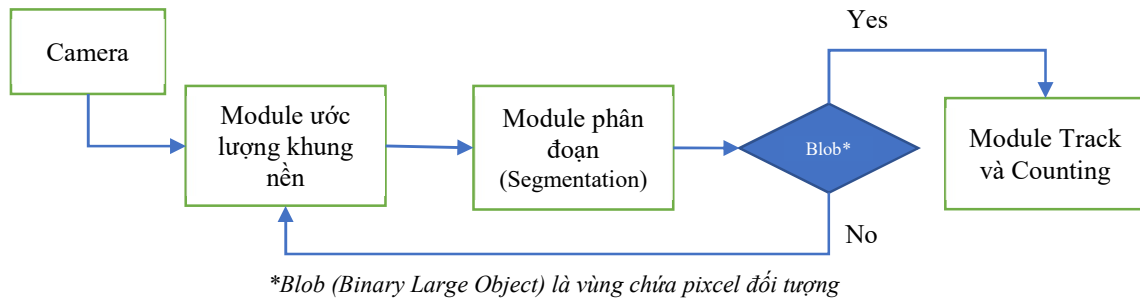 Camera
Module ước
lượng khung
nền
Module phân
đoạn
(Segmentation)
Blob*
Yes
No
Module Track
và Counting
*Blob (Binary Large Object) là vùng chứa pixcel đối tượng